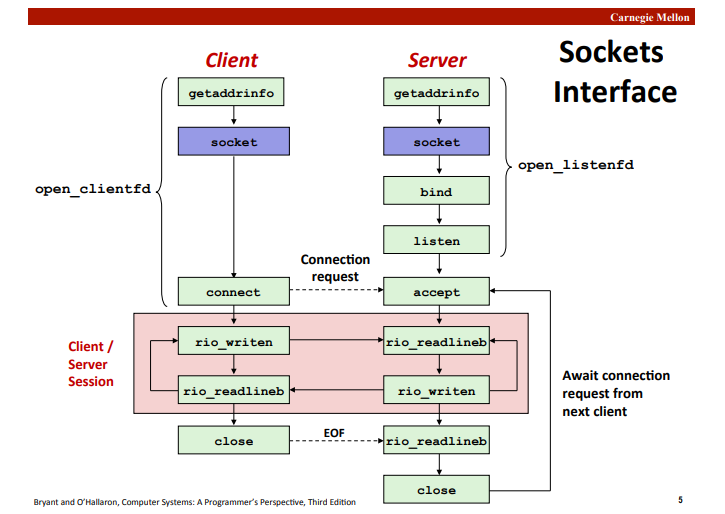 Carnegie Mellon
Sockets
Interface
Client
Server
getaddrinfo
getaddrinfo
socket
socket
open_clientfd
open_listenfd
bind
listen
Connection
request
connect
accept
Client /
Server
Session
rio_writen
rio_readlineb
rio_readlineb
rio_writen
Await connection
request from
next client
close
EOF
rio_readlineb
close
Bryant and O'Hallaron, Computer Systems: A Programmer's Perspective, Third Edition
5